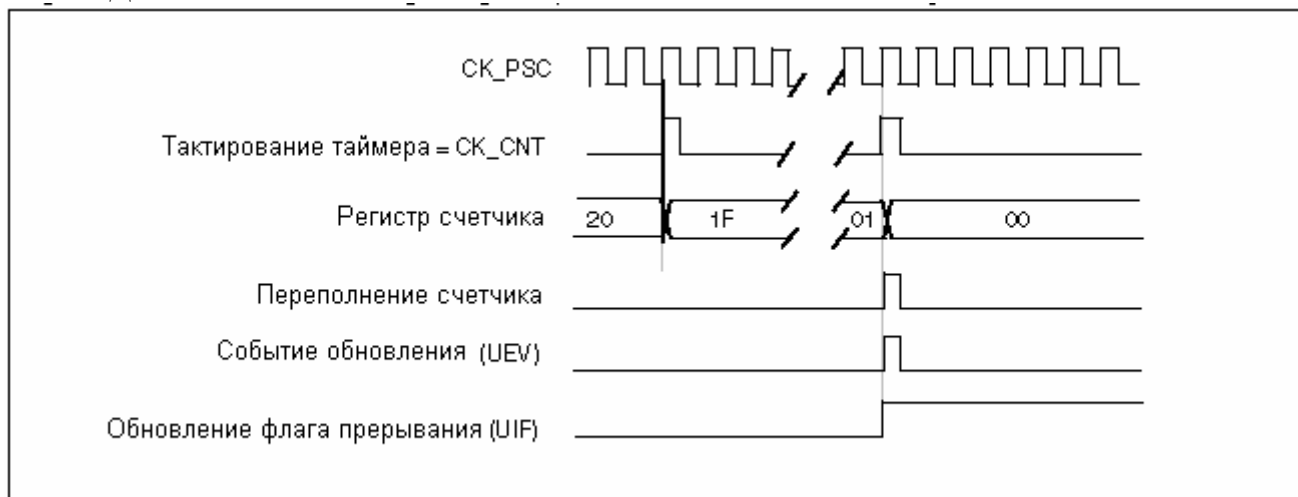 CK_PSC
Тактирование таймера = CK_CNT
Регистр счетчика 20 1F 01 00
Переполнение счетчика
Событие обновления (UEV)
Обновление флага прерывания (UIF)